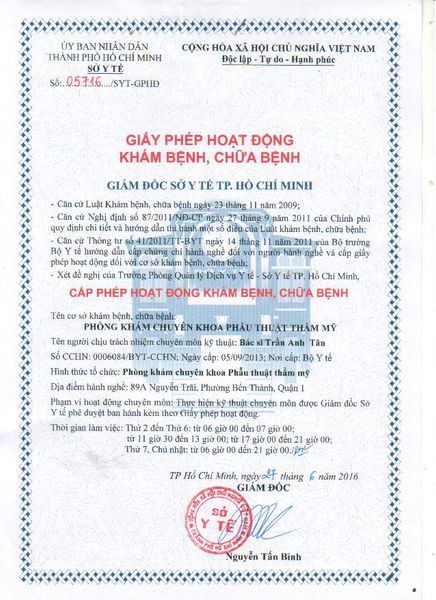 ỦY BAN NHÂN DÂN
THÀNH PHỐ HỒ CHÍ MINH
SỞ Y TẾ
Số: 05716/SYT-GPHĐ
CỘNG HÒA XÃ HỘI CHỦ NGHĨA VIỆT NAM
Độc lập - Tự do - Hạnh phúc
GIẤY PHÉP HOẠT ĐỘNG
KHÁM BỆNH, CHỮA BỆNH
GIÁM ĐỐC SỞ Y TẾ TP. HỒ CHÍ MINH
- Căn cứ Luật Khám bệnh, chữa bệnh ngày 23 tháng 11 năm 2009;
- Căn cứ Nghị định số 87/2011/NĐ-CP ngày 27 tháng 9 năm 2011 của Chính phủ
quy định chi tiết và hướng dẫn thi hành một số điều của Luật khám bệnh, chữa bệnh;
- Căn cứ Thông tư số 41/2011/TT-BYT ngày 14 tháng 11 năm 2011 của Bộ trưởng
Bộ Y tế hướng dẫn cấp chứng chỉ hành nghề đối với người hành nghề và cấp giấy
phép hoạt động đối với cơ sở khám bệnh, chữa bệnh;
- Xét đề nghị của Trưởng Phòng Quản lý Dịch vụ Y tế - Sở Y tế TP. Hồ Chí Minh,
CẤP PHÉP HOẠT ĐỘNG KHÁM BỆNH, CHỮA BỆNH
Tên cơ sở khám bệnh, chữa bệnh:
PHÒNG KHÁM CHUYÊN KHOA PHẪU THUẬT THẨM MỸ
Người chịu trách nhiệm chuyên môn kỹ thuật: Bác sĩ Trần Anh Tân
Số CCHN: 0006084/BYT-CCHN; Ngày cấp: 05/09/2013; Nơi cấp: Bộ Y tế
Hình thức tổ chức: Phòng khám chuyên khoa Phẫu thuật thẩm mỹ
Địa điểm hành nghề: 89A Nguyễn Trãi, Phường Bến Thành, Quận 1
Phạm vi hoạt động chuyên môn: Thực hiện kỹ thuật chuyên môn được Giám đốc Sở
Y tế phê duyệt ban hành kèm theo Giấy phép hoạt động.
Thời gian làm việc: Thứ 2 đến Thứ 6: từ 06 giờ 00 đến 07 giờ 00;
từ 11 giờ 30 đến 13 giờ 00; từ 17 giờ 00 đến 21 giờ 00;
Thứ 7, Chủ nhật: từ 06 giờ 00 đến 21 giờ 00.
TP Hồ Chí Minh, ngày 27 tháng 6 năm 2016
GIÁM ĐỐC
SỞ
Y TẾ
Nguyễn Tấn Bỉnh